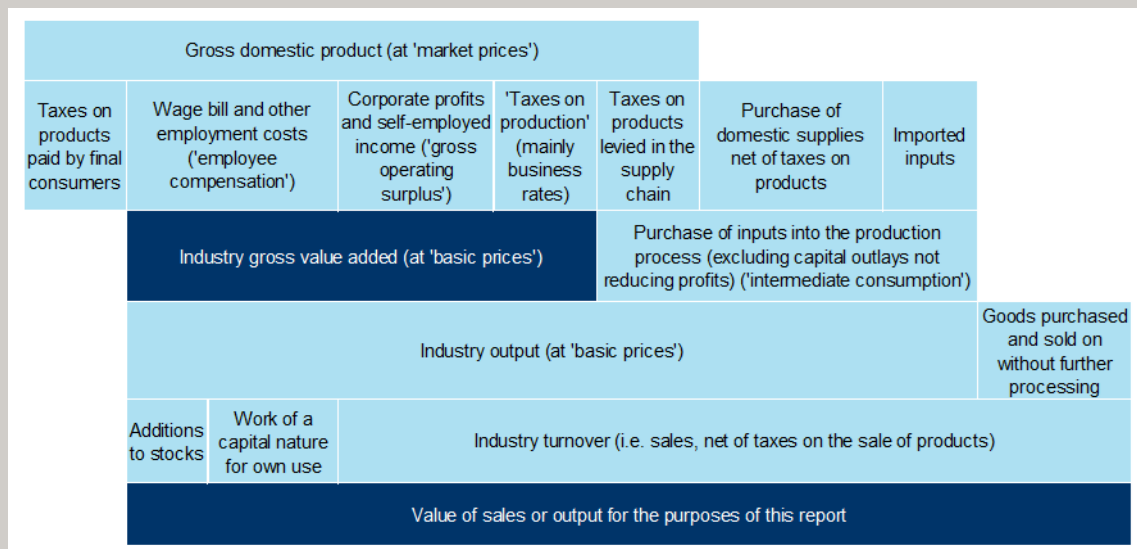 Gross domestic product (at 'market prices')
Taxes on
products
paid by final
consumers
Wage bill and other
employment costs
('employee
compensation')
Corporate profits
and self-employed
income ('gross
operating
surplus')
'Taxes on
production'
(mainly
business
rates)
Taxes on
products
levied in the
supply
chain
Purchase of
domestic supplies
net of taxes on
products
Imported
inputs
Industry gross value added (at 'basic prices')
Purchase of inputs into the production
process (excluding capital outlays not
reducing profits) ('intermediate consumption')
Industry output (at 'basic prices')
Goods purchased
and sold on
without further
processing
Additions
to stocks
Work of a
capital nature
for own use
Industry turnover (i.e. sales, net of taxes on the sale of products)
Value of sales or output for the purposes of this report